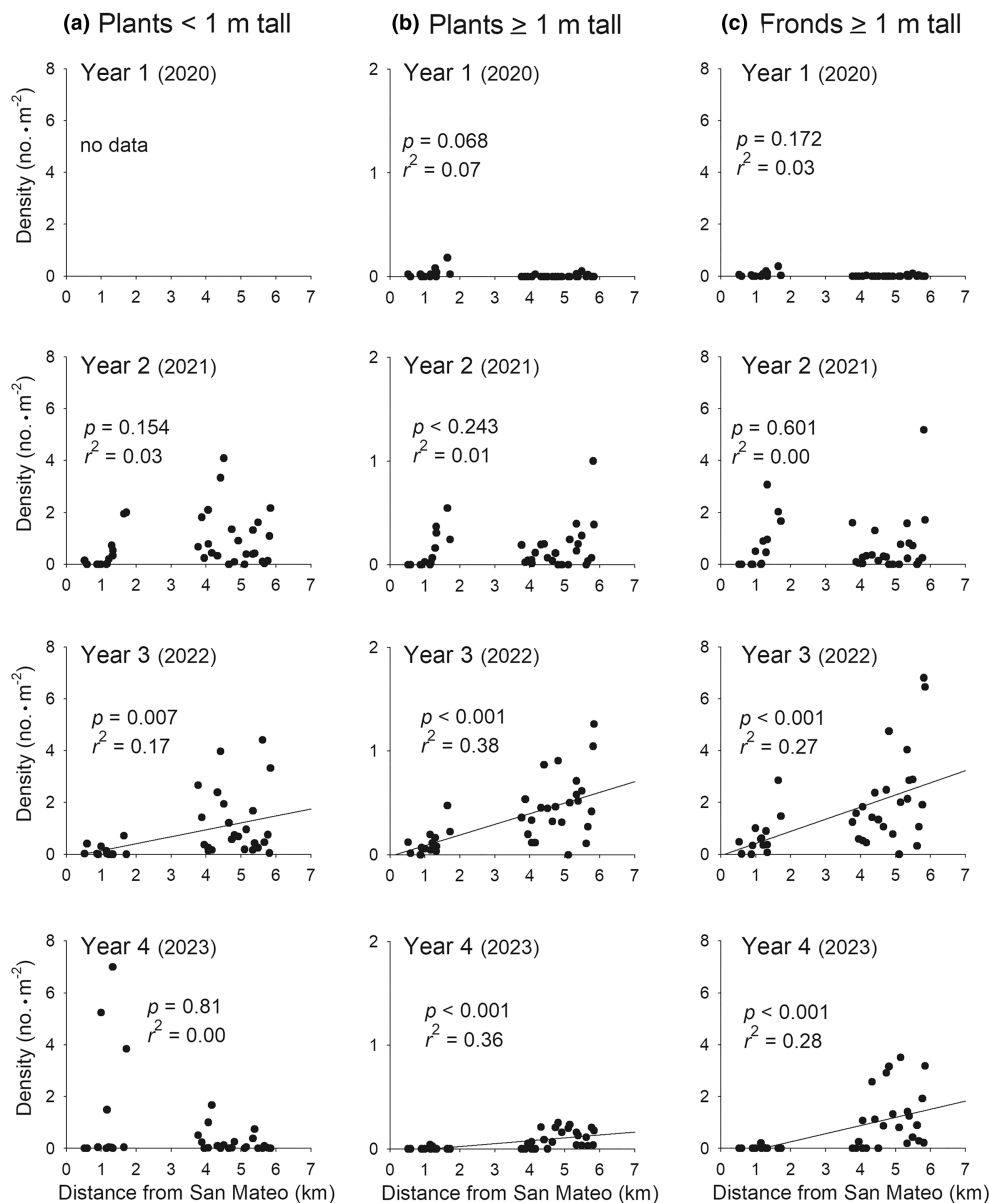 (a) Plants < 1 m tall
(b) Plants ≥ 1 m tall
(c) Fronds ≥ 1 m tall
Density (no.•m-2)
8
6
4
2
0
Year 1 (2020)
no data
0 1 2 3 4 5 6 7
2
1
0
Year 1 (2020)
p = 0.068
r2 = 0.07
0 1 2 3 4 5 6 7
8
6
4
2
0
Year 1 (2020)
p = 0.172
r2 = 0.03
0 1 2 3 4 5 6 7
Density (no.•m-2)
8
6
4
2
0
Year 2 (2021)
p = 0.154
r2 = 0.03
0 1 2 3 4 5 6 7
2
1
0
Year 2 (2021)
p < 0.243
r2 = 0.01
0 1 2 3 4 5 6 7
8
6
4
2
0
Year 2 (2021)
p = 0.601
r2 = 0.00
0 1 2 3 4 5 6 7
Density (no.•m-2)
8
6
4
2
0
Year 3 (2022)
p = 0.007
r2 = 0.17
0 1 2 3 4 5 6 7
2
1
0
Year 3 (2022)
p < 0.001
r2 = 0.38
0 1 2 3 4 5 6 7
8
6
4
2
0
Year 3 (2022)
p < 0.001
r2 = 0.27
0 1 2 3 4 5 6 7
Density (no.•m-2)
8
6
4
2
0
Year 4 (2023)
p = 0.81
r2 = 0.00
0 1 2 3 4 5 6 7
Distance from San Mateo (km)
2
1
0
Year 4 (2023)
p < 0.001
r2 = 0.36
0 1 2 3 4 5 6 7
Distance from San Mateo (km)
8
6
4
2
0
Year 4 (2023)
p < 0.001
r2 = 0.28
0 1 2 3 4 5 6 7
Distance from San Mateo (km)